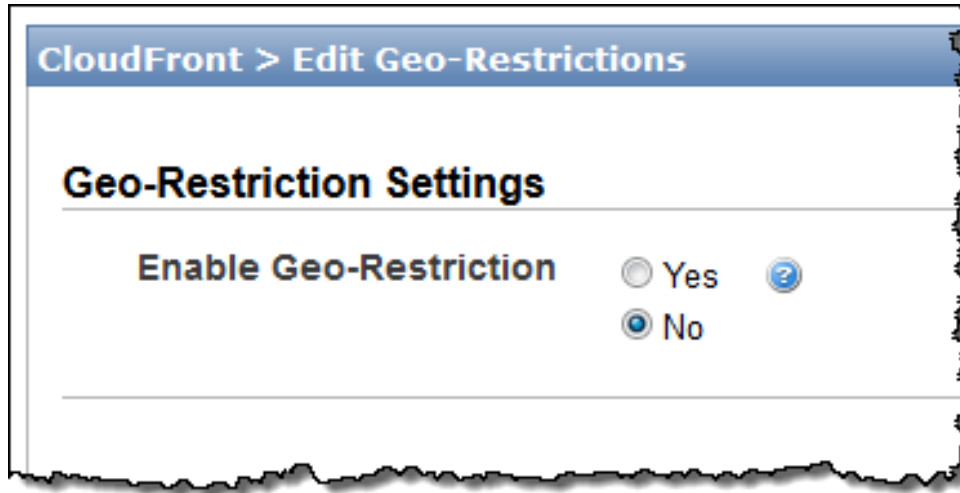 CloudFront > Edit Geo-Restrictions
Geo-Restriction Settings
Enable Geo-Restriction Yes ?
No